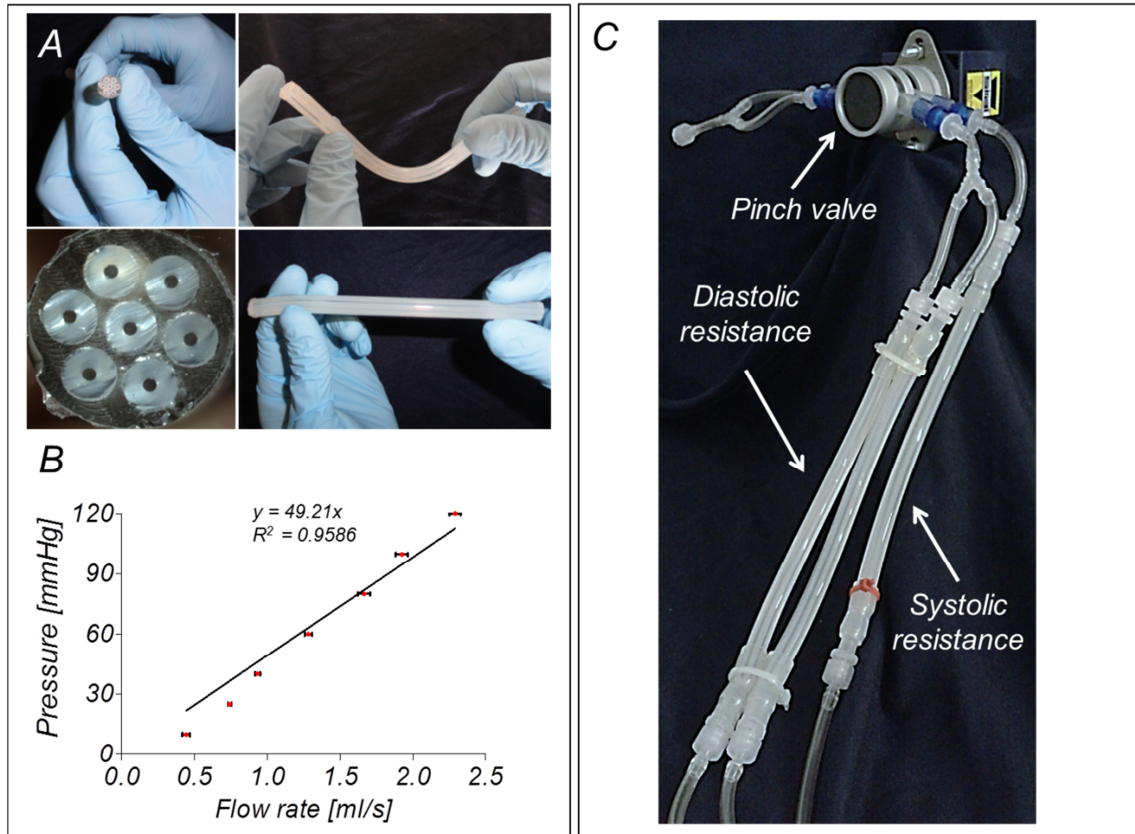 A
B
y = 49.21x
R² = 0.9586
Pressure [mmHg]
120
90
60
30
0
0.0 0.5 1.0 1.5 2.0 2.5
Flow rate [ml/s]
C
Pinch valve
Diastolic
resistance
Systolic
resistance